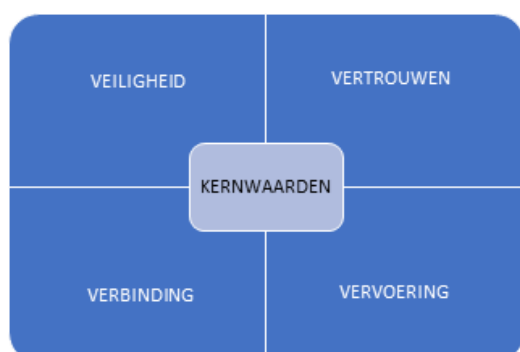 VEILIGHEID
VERTROUWEN
KERNWAARDEN
VERBINDING
VERVOERING